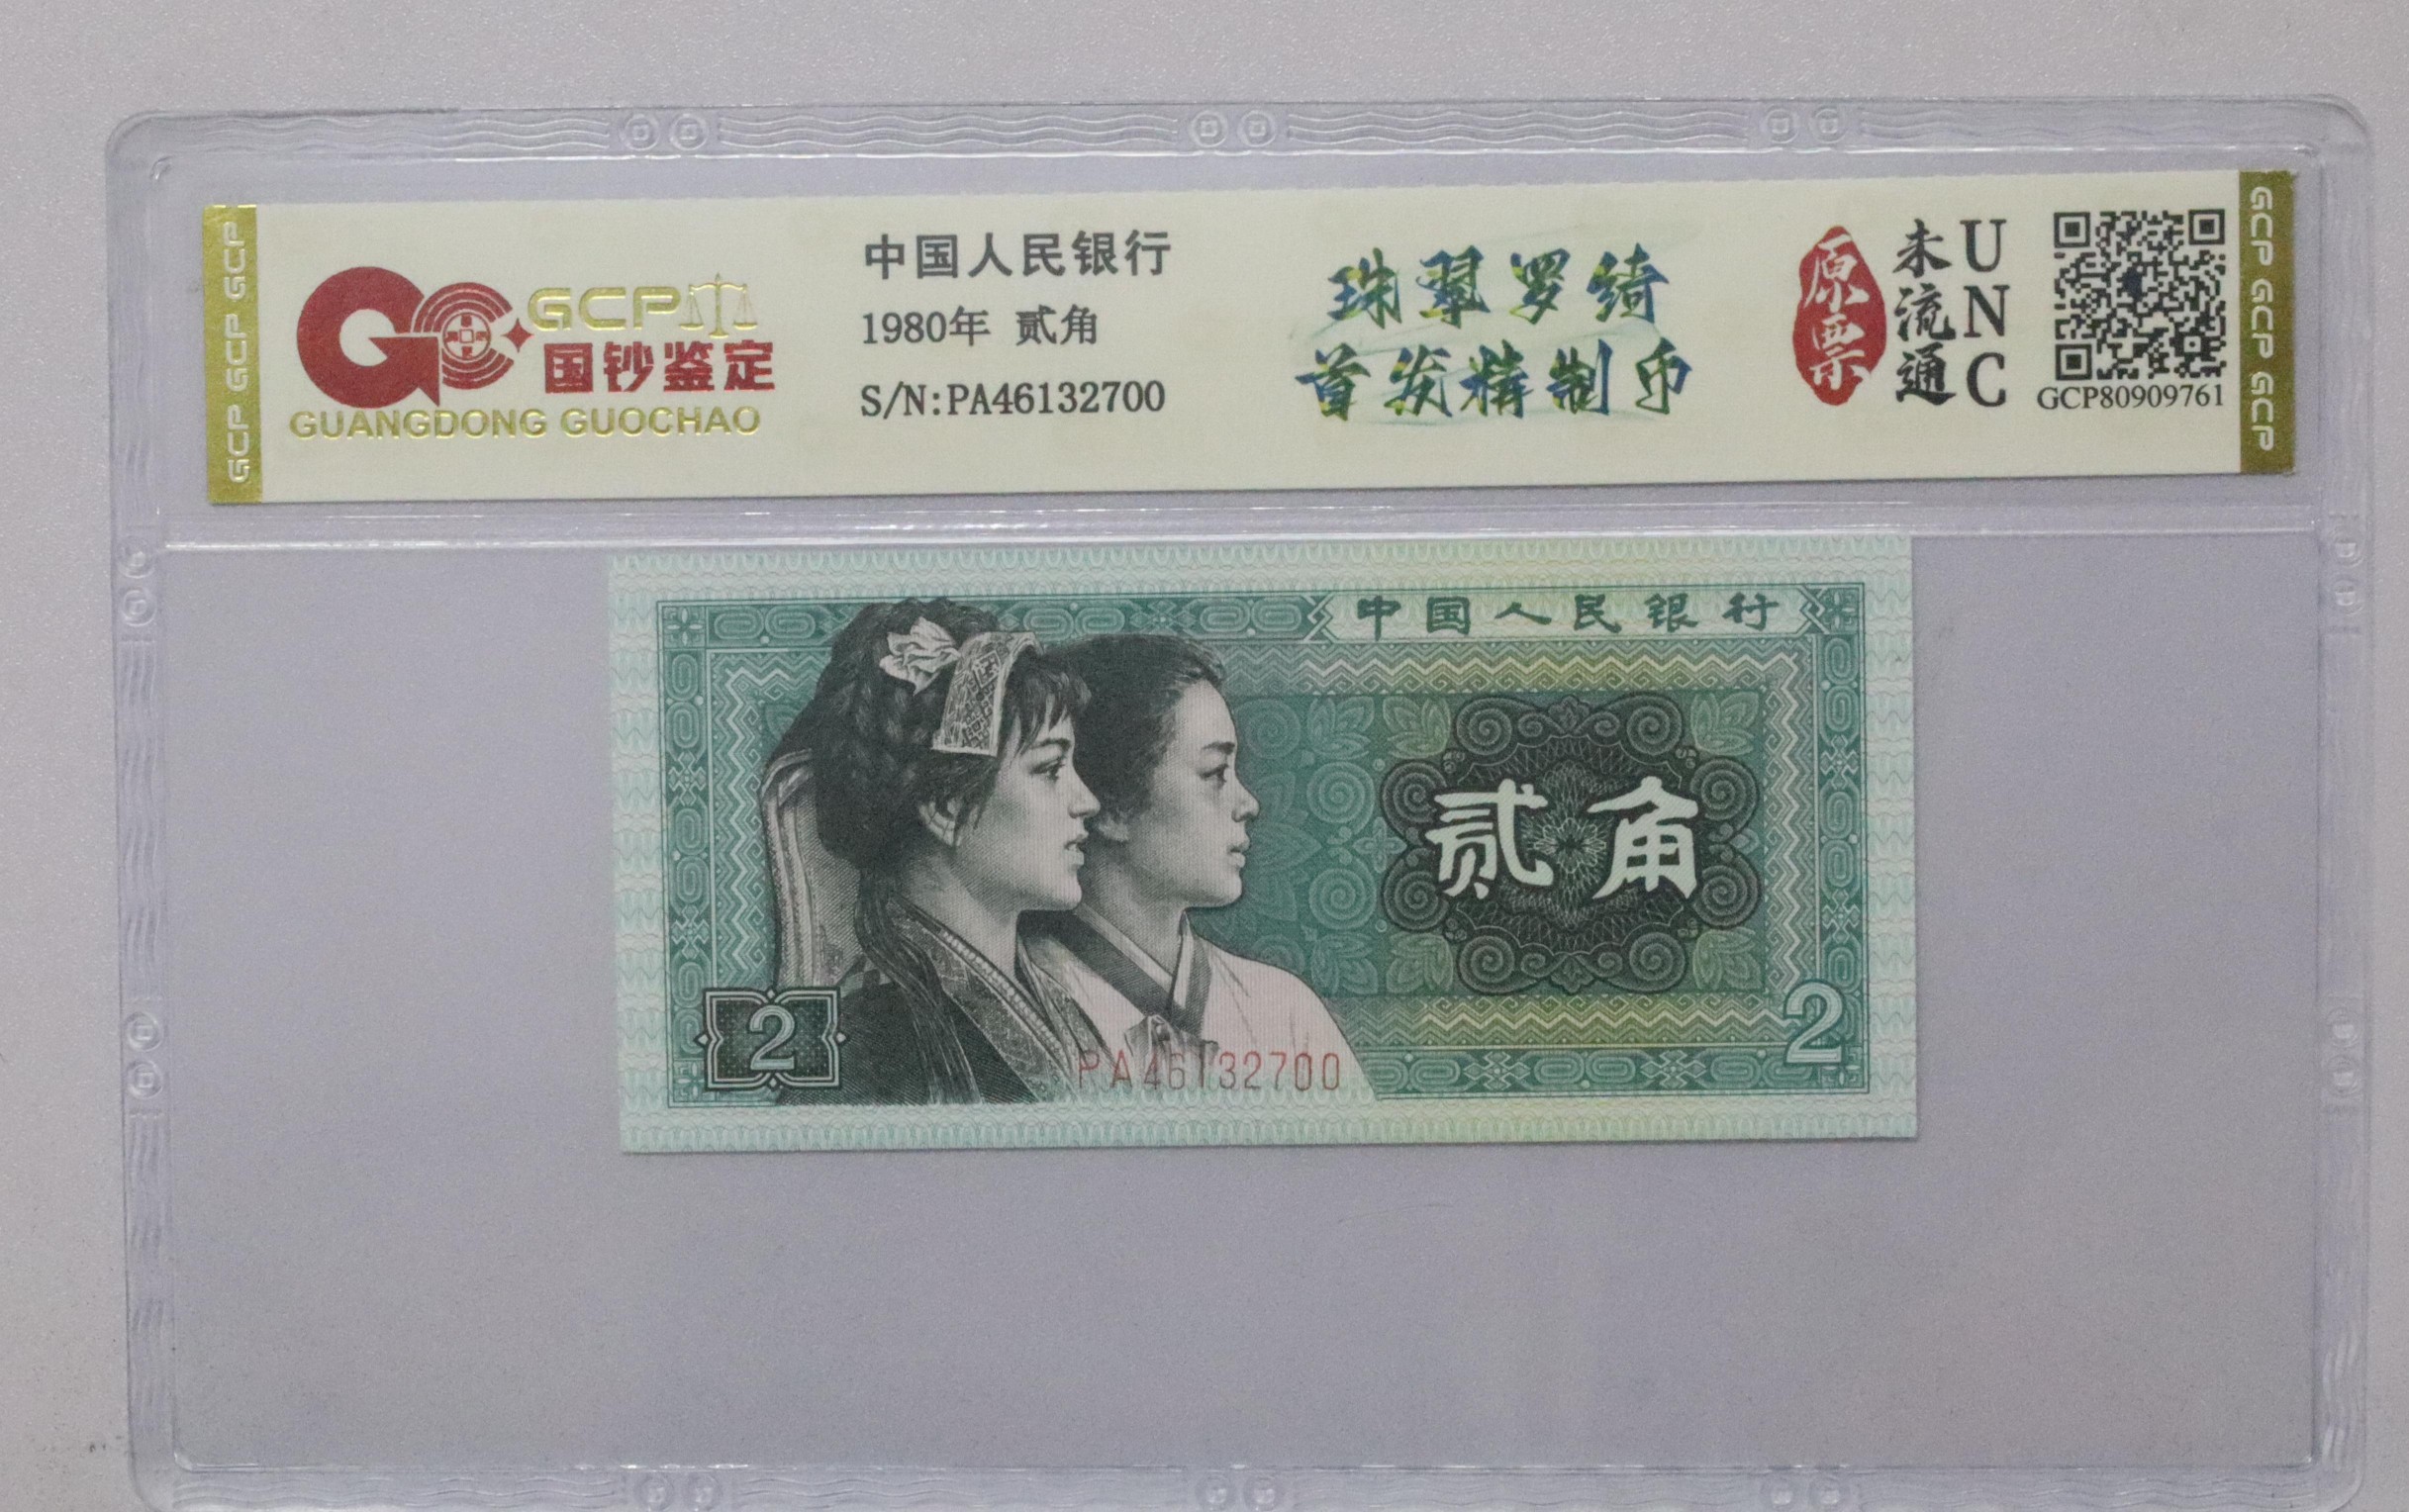 GCP GCP GCP
GCP
国钞鉴定
GUANGDONG GUOCHAO
中国人民银行
1980年 贰角
S/N:PA46132700
珠翠罗绮
首发精制币
原票
未流通
UNC
GCP80909761
GCP GCP GCP
中国人民银行
贰角
2
PA46132700
2